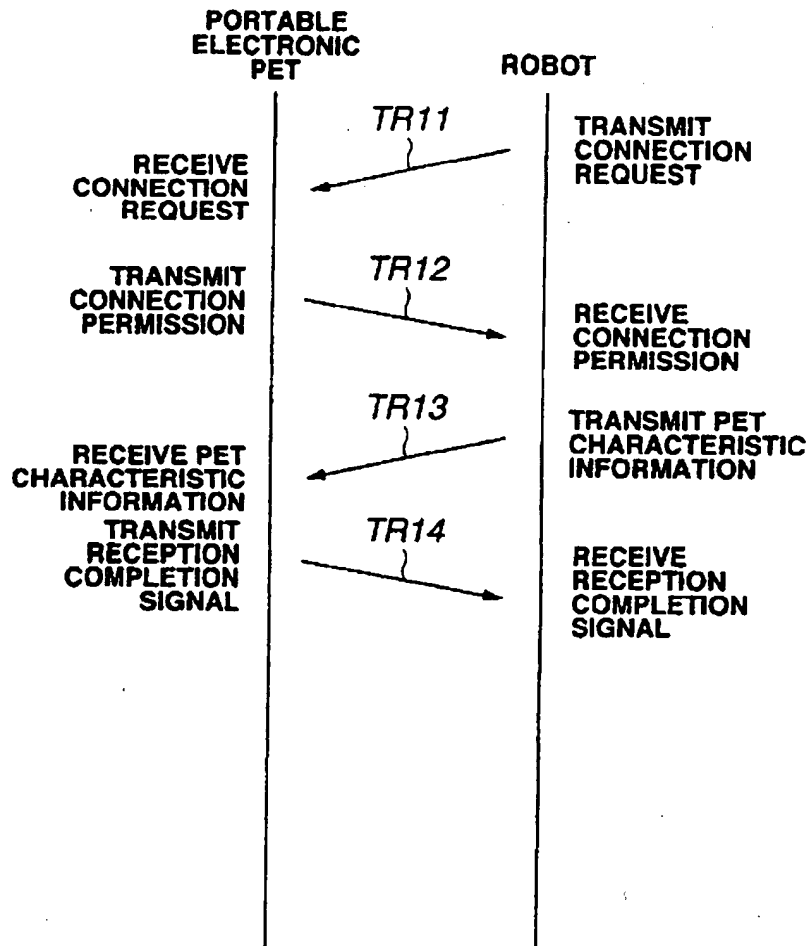 PORTABLE
ELECTRONIC
PET
ROBOT
TR11
TRANSMIT
CONNECTION
REQUEST
RECEIVE
CONNECTION
REQUEST
TR12
TRANSMIT
CONNECTION
PERMISSION
RECEIVE
CONNECTION
PERMISSION
TR13
TRANSMIT PET
CHARACTERISTIC
INFORMATION
RECEIVE PET
CHARACTERISTIC
INFORMATION
TR14
TRANSMIT
RECEPTION
COMPLETION
SIGNAL
RECEIVE
RECEPTION
COMPLETION
SIGNAL